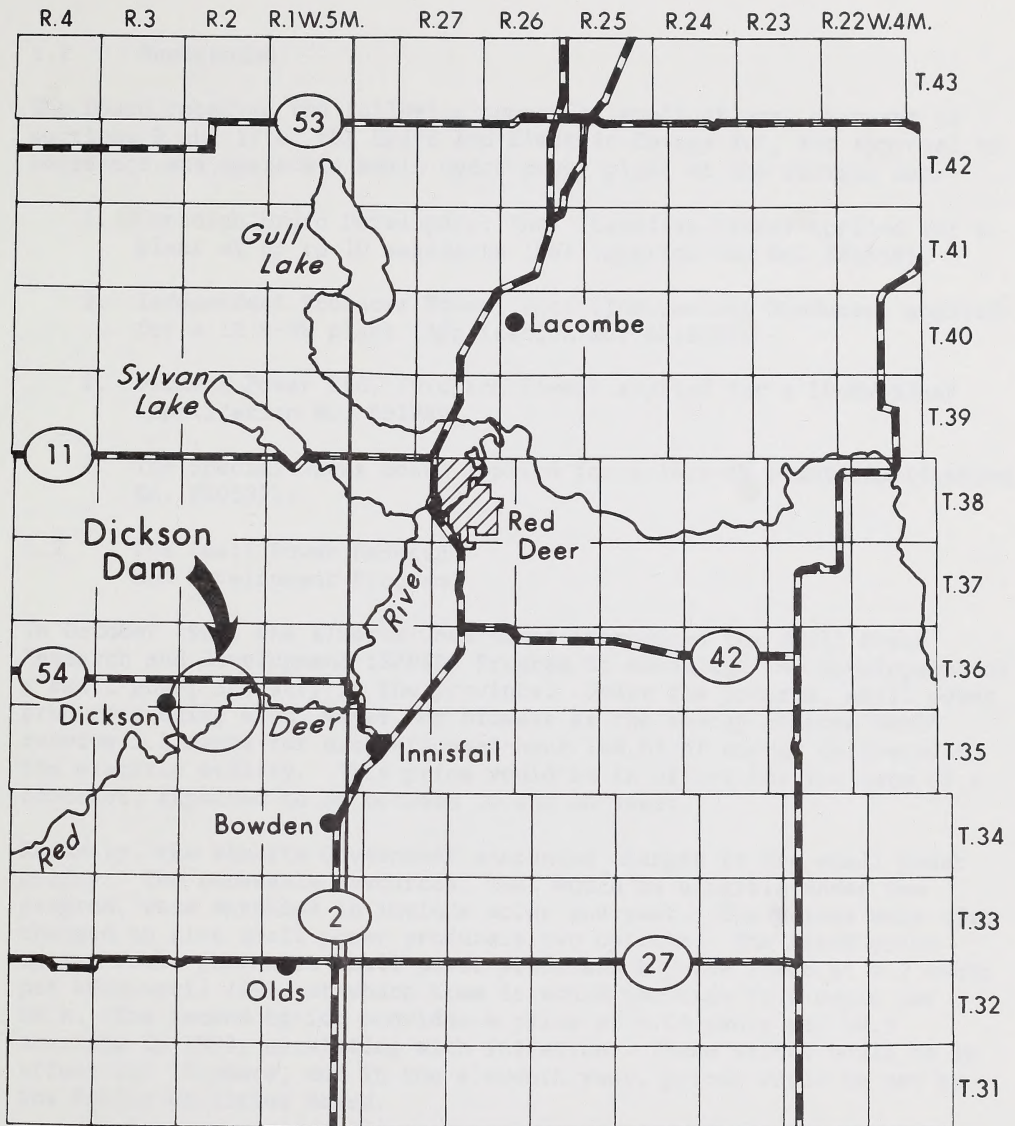 R.4 R.3 R.2 R.1W.5M. R.27 R.26 R.25 R.24 R.23 R.22W.4M.
T.43
53
T.42
Gull
Lake
T.41
Lacombe
T.40
Sylvan
Lake
T.39
11
T.38
Red
Deer
Dickson
Dam
River
T.37
42
T.36
54
Dickson
Deer
Innisfail
T.35
Bowden
Red
T.34
2
T.33
27
Olds
T.32
T.31